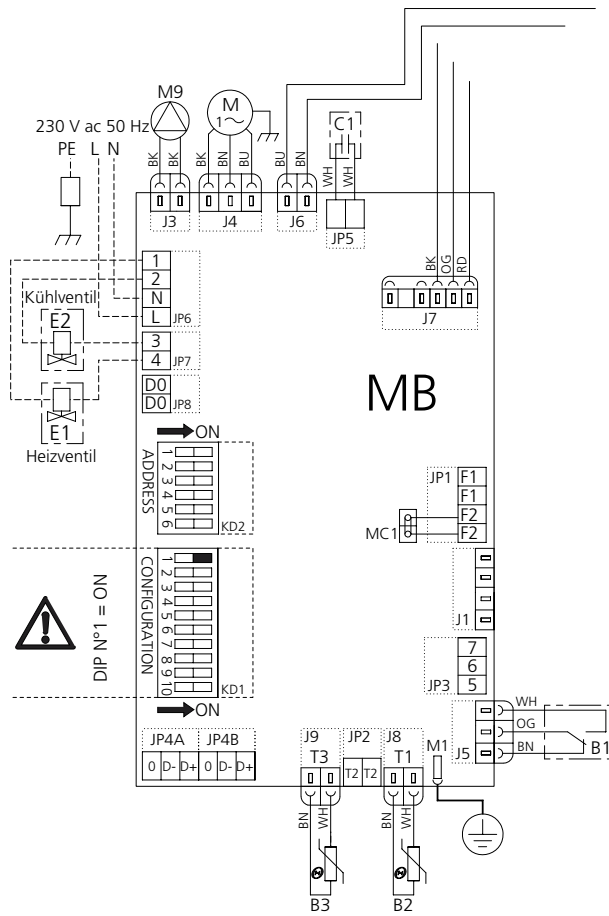 M9
M
1~
C1
230 V ac 50 Hz
PE L N
BK
BK
BK
BN
BU
BU
BN
WH
WH
BK
OG
RD
J3
J4
J6
JP5
J7
1
2
N
L
JP6
Kühlventil
E2
3
4
JP7
D0
D0
JP8
E1
Heizventil
MB
ON
ADDRESS
1
2
3
4
5
6
KD2
JP1
F1
F1
F2
F2
MC1
J1
DIP N°1 = ON
CONFIGURATION
1
2
3
4
5
6
7
8
9
10
KD1
ON
7
6
5
JP3
WH
OG
BN
J5
B1
JP4A
JP4B
0 D- D+ 0 D- D+
J9
T3
JP2
T2 T2
J8
T1
M1
BN
WH
BN
WH
B3
B2